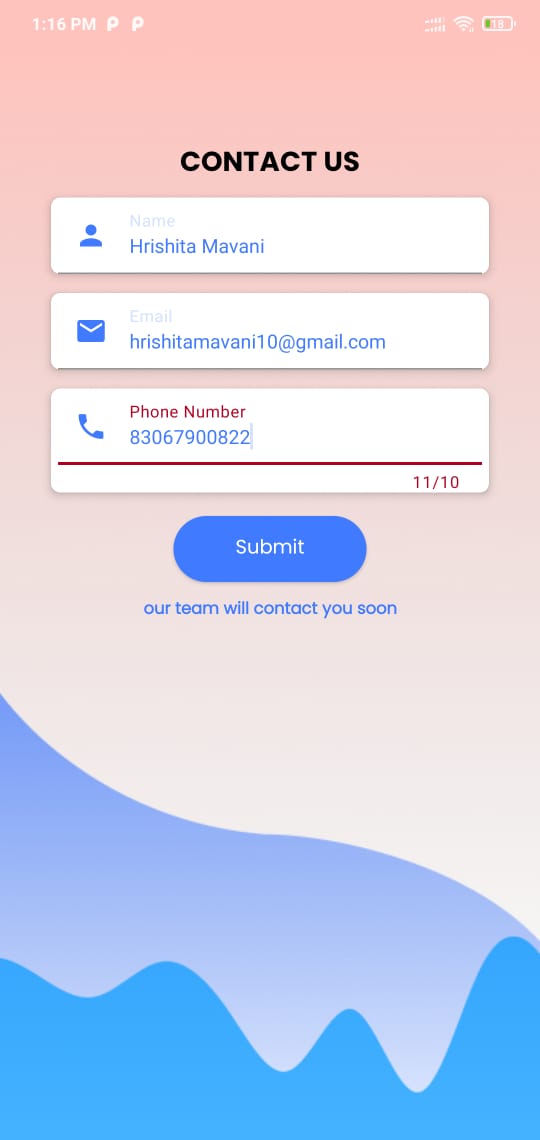 1:16 PM
18
CONTACT US
Name
Hrishita Mavani
Email
hrishitamavani10@gmail.com
Phone Number
83067900822
11/10
Submit
our team will contact you soon